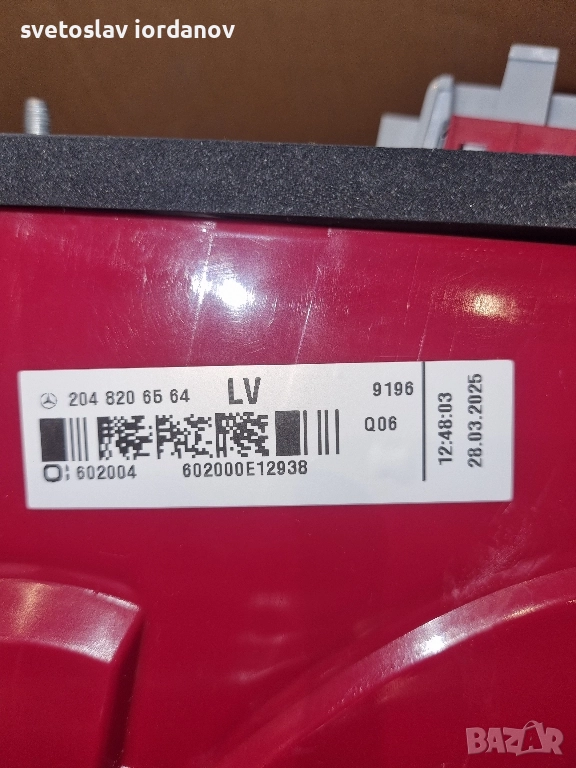 svetoslav iordanov
204 820 65 64 LV 9196
Q06
602004 602000E12938
12:48:03
28.03.2025
BAZAR